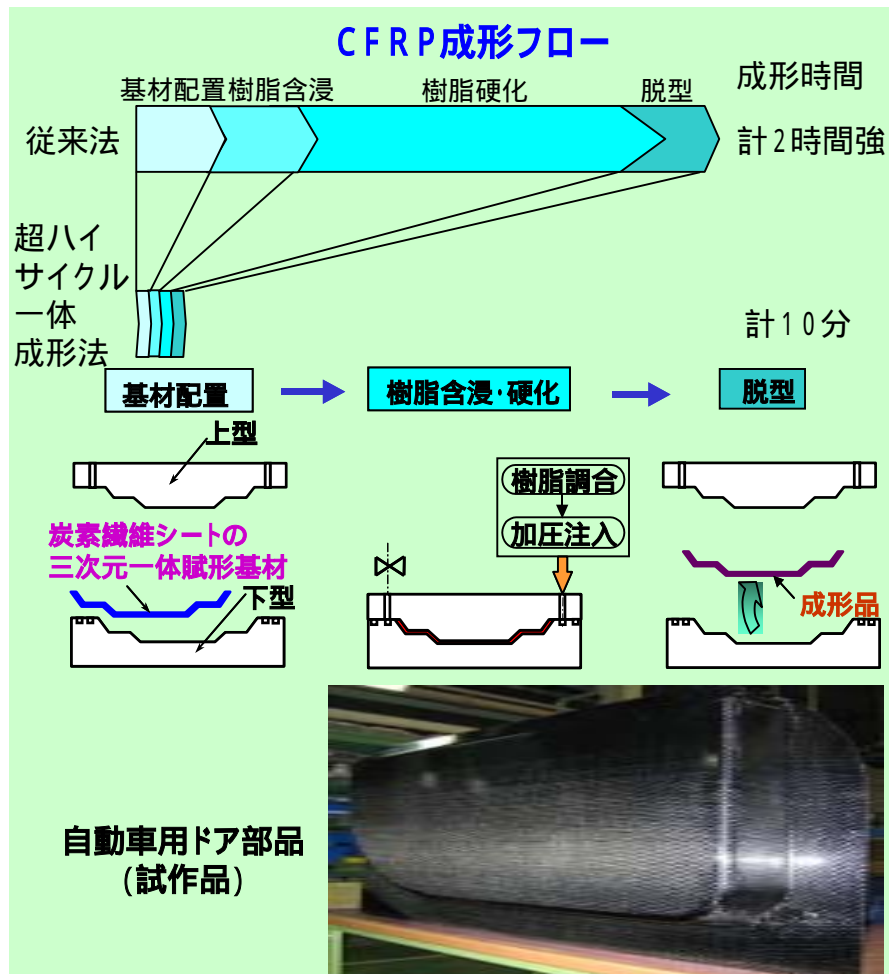 CFRP成形フロー
成形時間
基材配置 樹脂含浸 樹脂硬化 脱型
従来法
計2時間強
超ハイ
サイクル
一体
成形法
計10分
基材配置
樹脂含浸・硬化
脱型
上型
樹脂調合
加圧注入
炭素繊維シートの
三次元一体賦形基材
下型
成形品
自動車用ドア部品
(試作品)